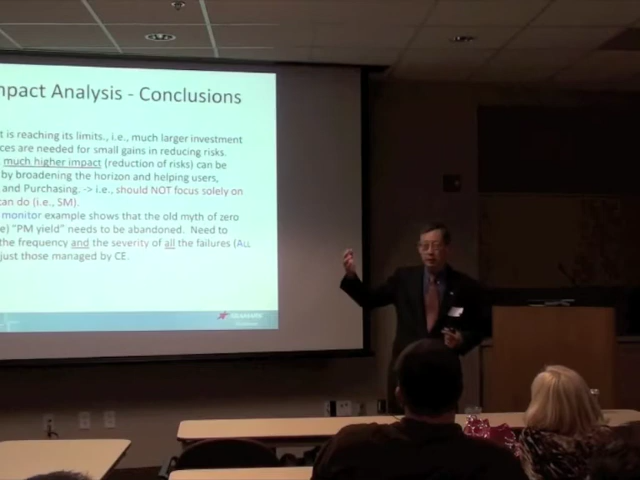 mpact Analysis - Conclusions
t is reaching its limits., i.e., much larger investment
ces are needed for small gains in reducing risks.
much higher impact (reduction of risks) can be
by broadening the horizon and helping users,
and Purchasing. -> i.e., should NOT focus solely on
can do (i.e., SM).
monitor example shows that the old myth of zero
e) "PM yield" needs to be abandoned. Need to
the frequency and the severity of all the failures (ALL
just those managed by CE.